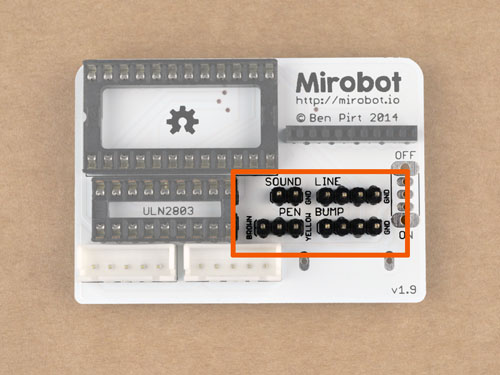 Mirobot
http://mirobot.io
© Ben Pirt 2014
OFF
SOUND LINE
GND GND
ULN2803
PEN BUMP
BROWN YELLOW GND
ON
v1.9